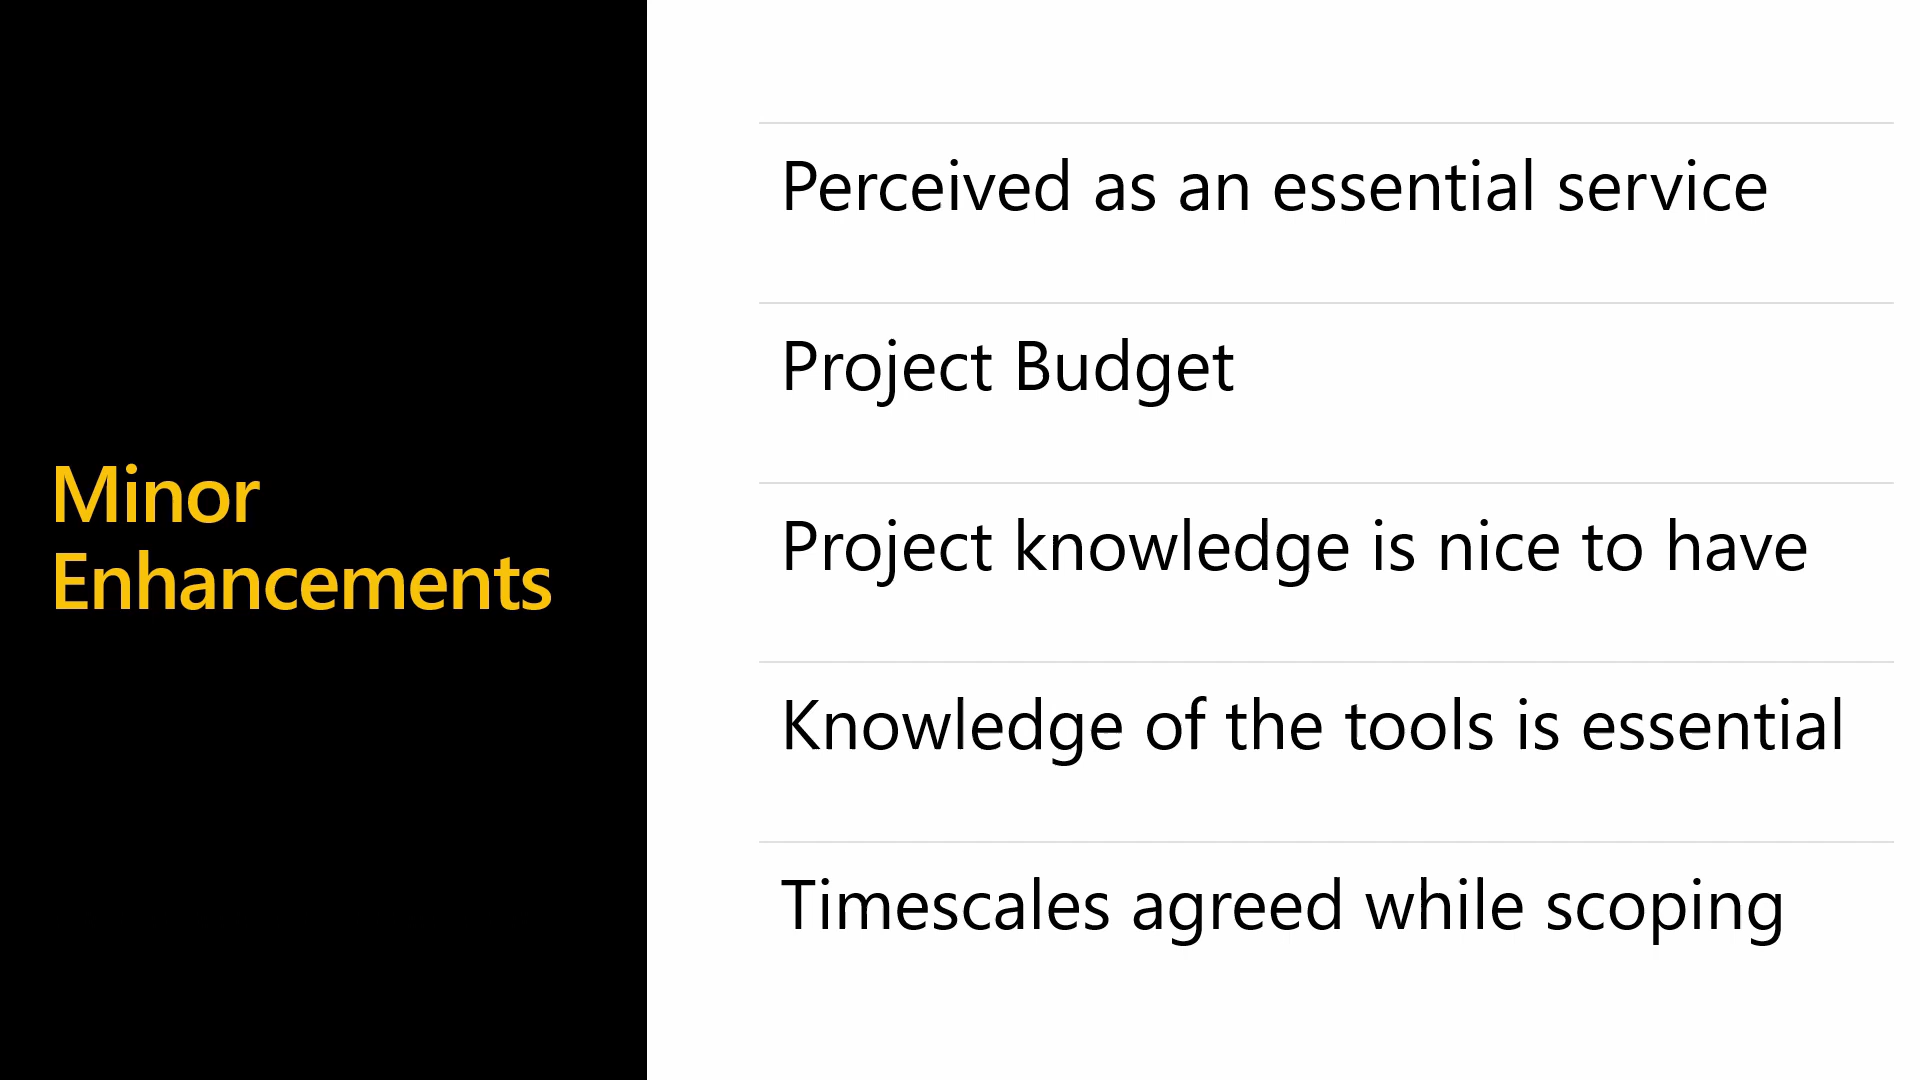 Minor
Enhancements
Perceived as an essential service
Project Budget
Project knowledge is nice to have
Knowledge of the tools is essential
Timescales agreed while scoping